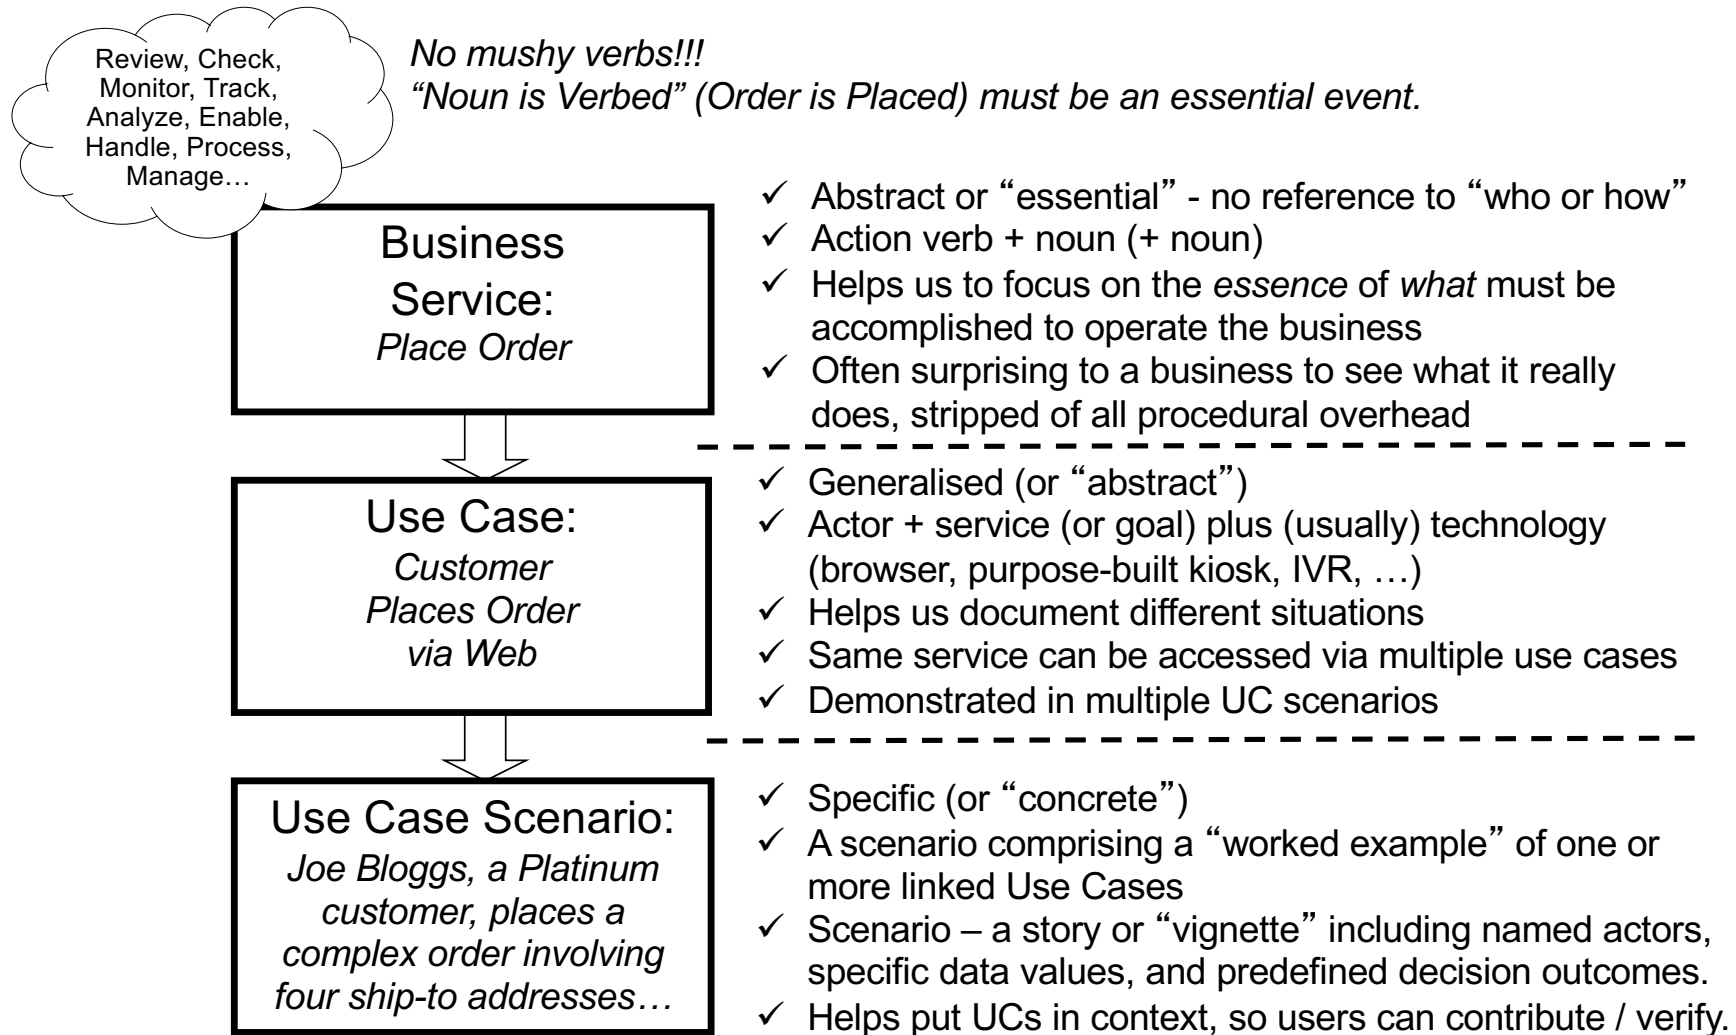 Review, Check,
Monitor, Track,
Analyze, Enable,
Handle, Process,
Manage…
No mushy verbs!!!
“Noun is Verbed” (Order is Placed) must be an essential event.
Business
Service:
Place Order
✓ Abstract or “essential” - no reference to “who or how”
✓ Action verb + noun (+ noun)
✓ Helps us to focus on the essence of what must be
accomplished to operate the business
✓ Often surprising to a business to see what it really
does, stripped of all procedural overhead
Use Case:
Customer
Places Order
via Web
✓ Generalised (or “abstract”)
✓ Actor + service (or goal) plus (usually) technology
(browser, purpose-built kiosk, IVR, …)
✓ Helps us document different situations
✓ Same service can be accessed via multiple use cases
✓ Demonstrated in multiple UC scenarios
Use Case Scenario:
Joe Bloggs, a Platinum
customer, places a
complex order involving
four ship-to addresses…
✓ Specific (or “concrete”)
✓ A scenario comprising a “worked example” of one or
more linked Use Cases
✓ Scenario – a story or “vignette” including named actors,
specific data values, and predefined decision outcomes.
✓ Helps put UCs in context, so users can contribute / verify.